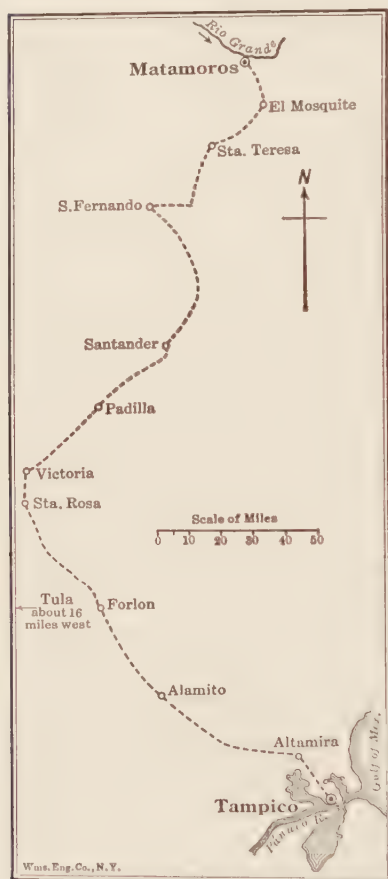 Rio Grande
Matamoros
El Mosquite
Sta. Teresa
N
S. Fernando
Santander
Padilla
Victoria
Sta. Rosa
Scale of Miles
0 10 20 30 40 50
Tula
about 16
miles west
Forlon
Alamito
Altamira
Gulf of Mex.
Tampico
Panuco R.
Wms. Eng. Co., N.Y.